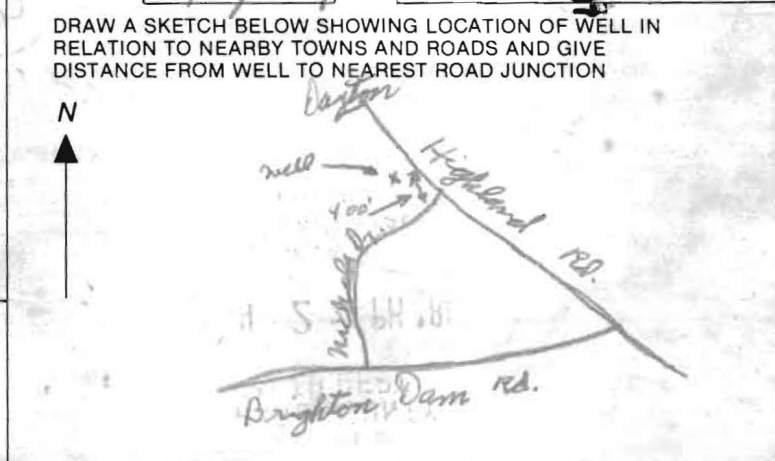 DRAW A SKETCH BELOW SHOWING LOCATION OF WELL IN
RELATION TO NEARBY TOWNS AND ROADS AND GIVE
DISTANCE FROM WELL TO NEAREST ROAD JUNCTION
N
Dayton
Highland Rd.
well
400'
Dr.
Brighton Dam Rd.